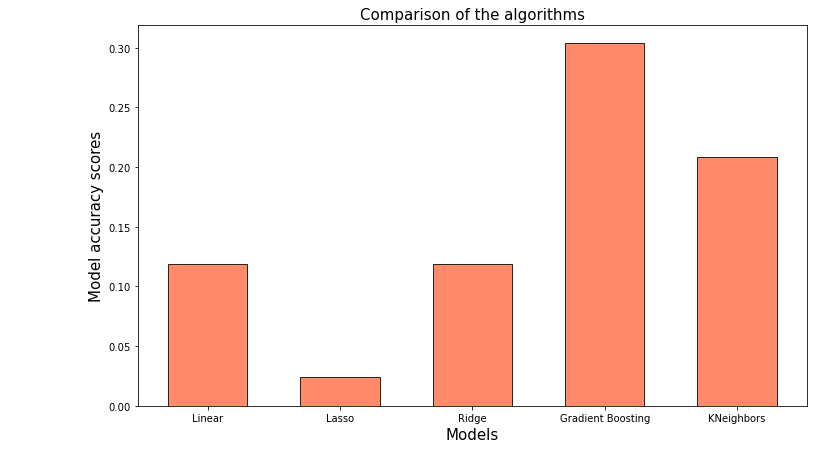 Comparison of the algorithms
Model accuracy scores
0.30
0.25
0.20
0.15
0.10
0.05
0.00
Linear Lasso Ridge Gradient Boosting KNeighbors
Models